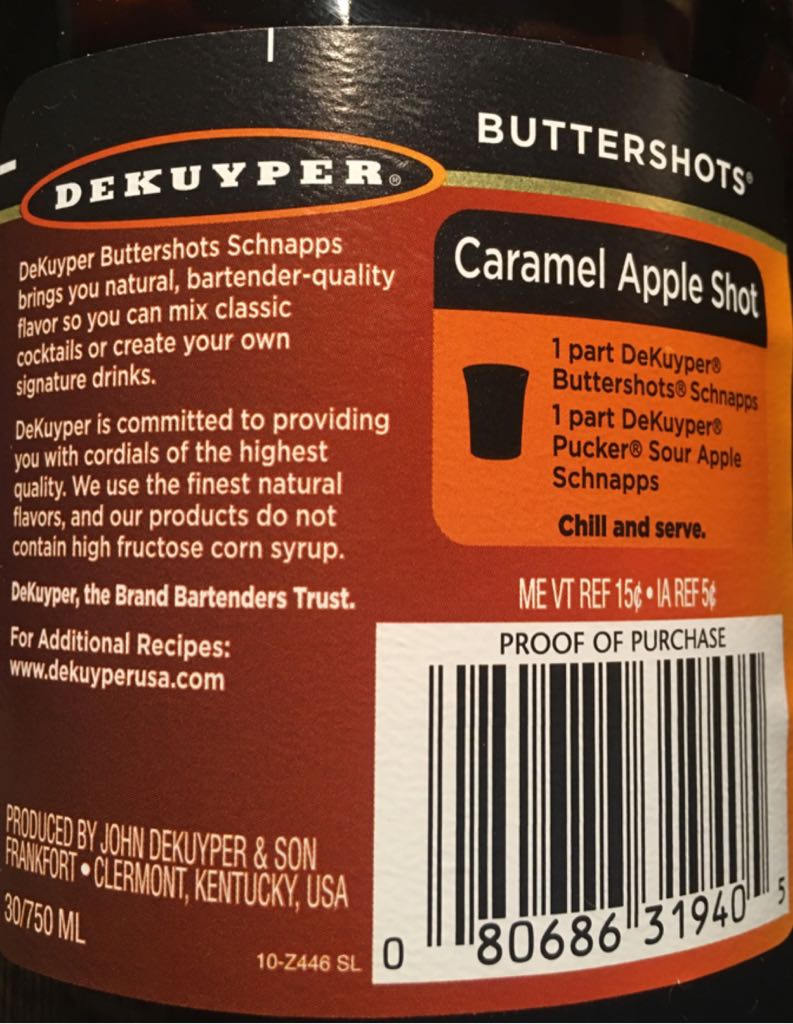 DEKUYPER®
BUTTERSHOTS®
DeKuyper Buttershots Schnapps
brings you natural, bartender-quality
flavor so you can mix classic
cocktails or create your own
signature drinks.
DeKuyper is committed to providing
you with cordials of the highest
quality. We use the finest natural
flavors, and our products do not
contain high fructose corn syrup.
DeKuyper, the Brand Bartenders Trust.
For Additional Recipes:
www.dekuyperusa.com
PRODUCED BY JOHN DEKUYPER & SON
FRANKFORT • CLERMONT, KENTUCKY, USA
30/750 ML
10-Z446 SL
Caramel Apple Shot
1 part DeKuyper®
Buttershots® Schnapps
1 part DeKuyper®
Pucker® Sour Apple
Schnapps
Chill and serve.
ME VT REF 15¢ • IA REF 5¢
PROOF OF PURCHASE
0 80686 31940 5